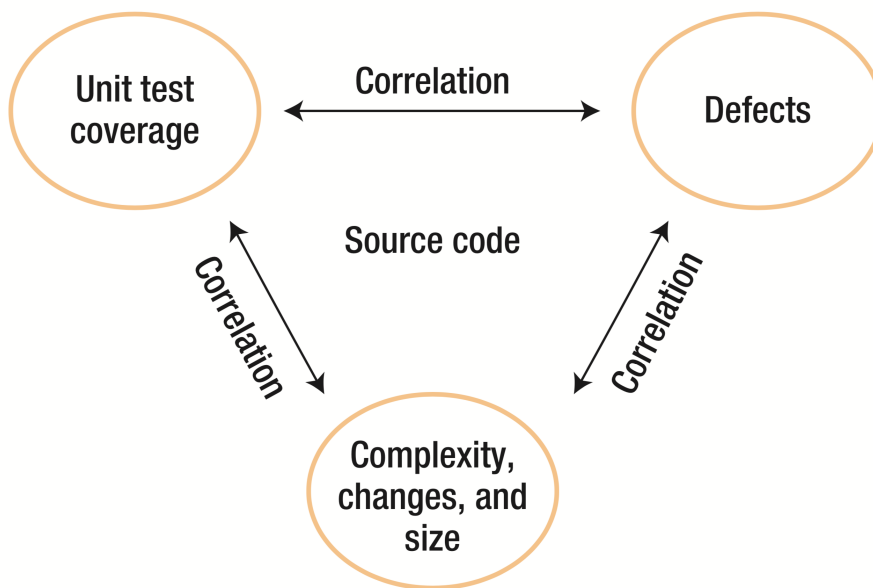 Unit test
coverage
Correlation
Defects
Source code
Correlation
Correlation
Complexity,
changes, and
size